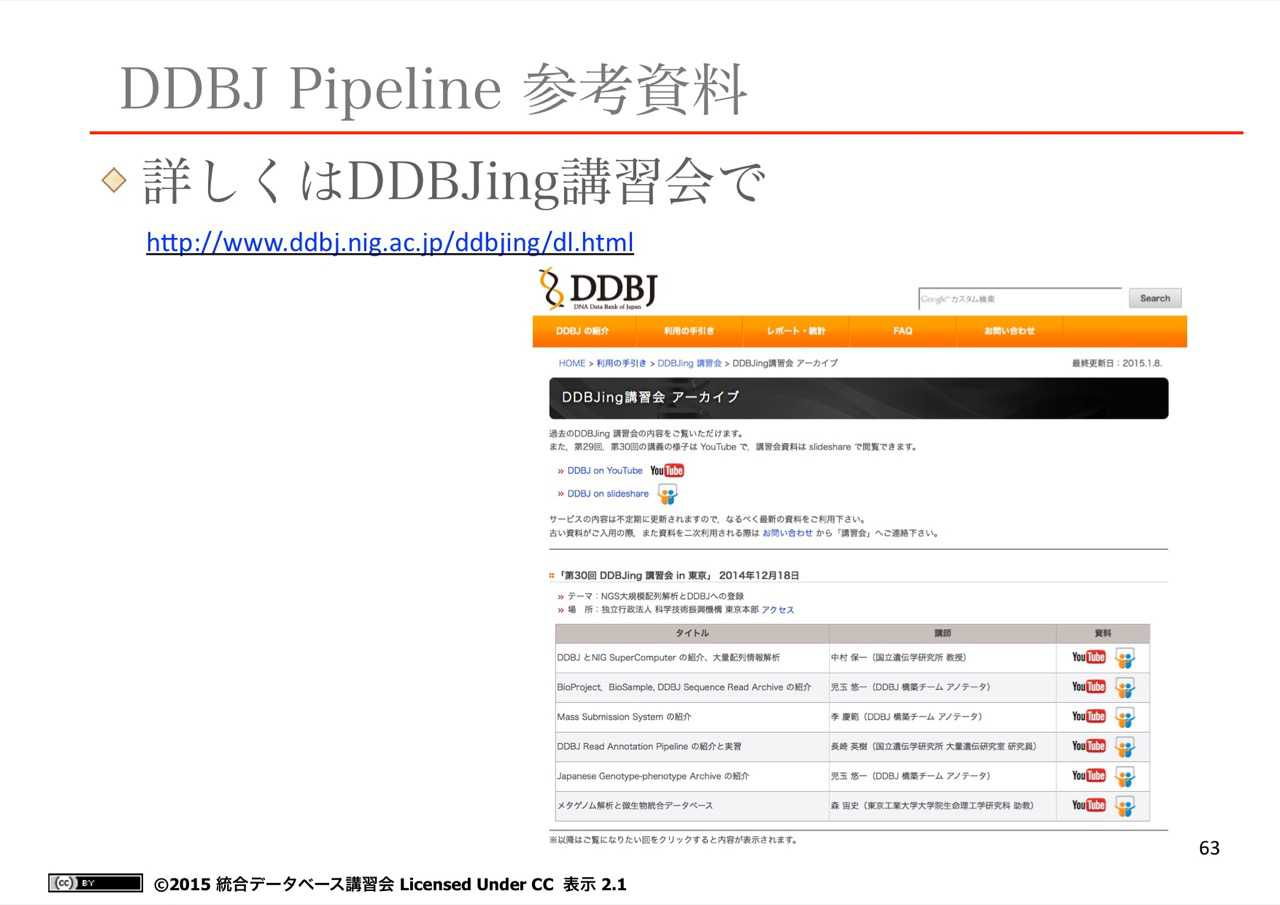 DDBJ Pipeline 参考資料
詳しくはDDBJing講習会で
http://www.ddbj.nig.ac.jp/ddbjing/dl.html
DDBJ
DNA Data Bank of Japan
Google™ カスタム検索
Search
DDBJ の紹介 利用の手引き レポート・統計 FAQ お問い合わせ
HOME > 利用の手引き > DDBJing 講習会 > DDBJing講習会 アーカイブ 最終更新日：2015.1.8.
DDBJing講習会 アーカイブ
過去のDDBJing 講習会の内容をご覧いただけます。
また、第29回、第30回の講義の様子は YouTube で、講習会資料は slideshare で閲覧できます。
» DDBJ on YouTube YouTube
» DDBJ on slideshare
サービスの内容は不定期に更新されますので、なるべく最新の資料をご利用下さい。
古い資料がご入用の際、また資料を二次利用される際は お問い合わせ から「講習会」へご連絡下さい。
「第30回 DDBJing 講習会 in 東京」 2014年12月18日
» テーマ：NGS大規模配列解析とDDBJへの登録
» 場　所：独立行政法人 科学技術振興機構 東京本部 アクセス
タイトル 講師 資料
DDBJ とNIG SuperComputer の紹介、大量配列情報解析 中村 保一（国立遺伝学研究所 教授） YouTube
BioProject, BioSample, DDBJ Sequence Read Archive の紹介 児玉 悠一（DDBJ 構築チーム アノテータ） YouTube
Mass Submission System の紹介 李 慶範（DDBJ 構築チーム アノテータ） YouTube
DDBJ Read Annotation Pipeline の紹介と実習 長崎 英樹（国立遺伝学研究所 大量遺伝研究室 研究員） YouTube
Japanese Genotype-phenotype Archive の紹介 児玉 悠一（DDBJ 構築チーム アノテータ） YouTube
メタゲノム解析と微生物統合データベース 森 宙史（東京工業大学大学院生命理工学研究科 助教） YouTube
※以降はご覧になりたい回をクリックすると内容が表示されます。
63
cc BY ©2015 統合データベース講習会 Licensed Under CC 表示 2.1